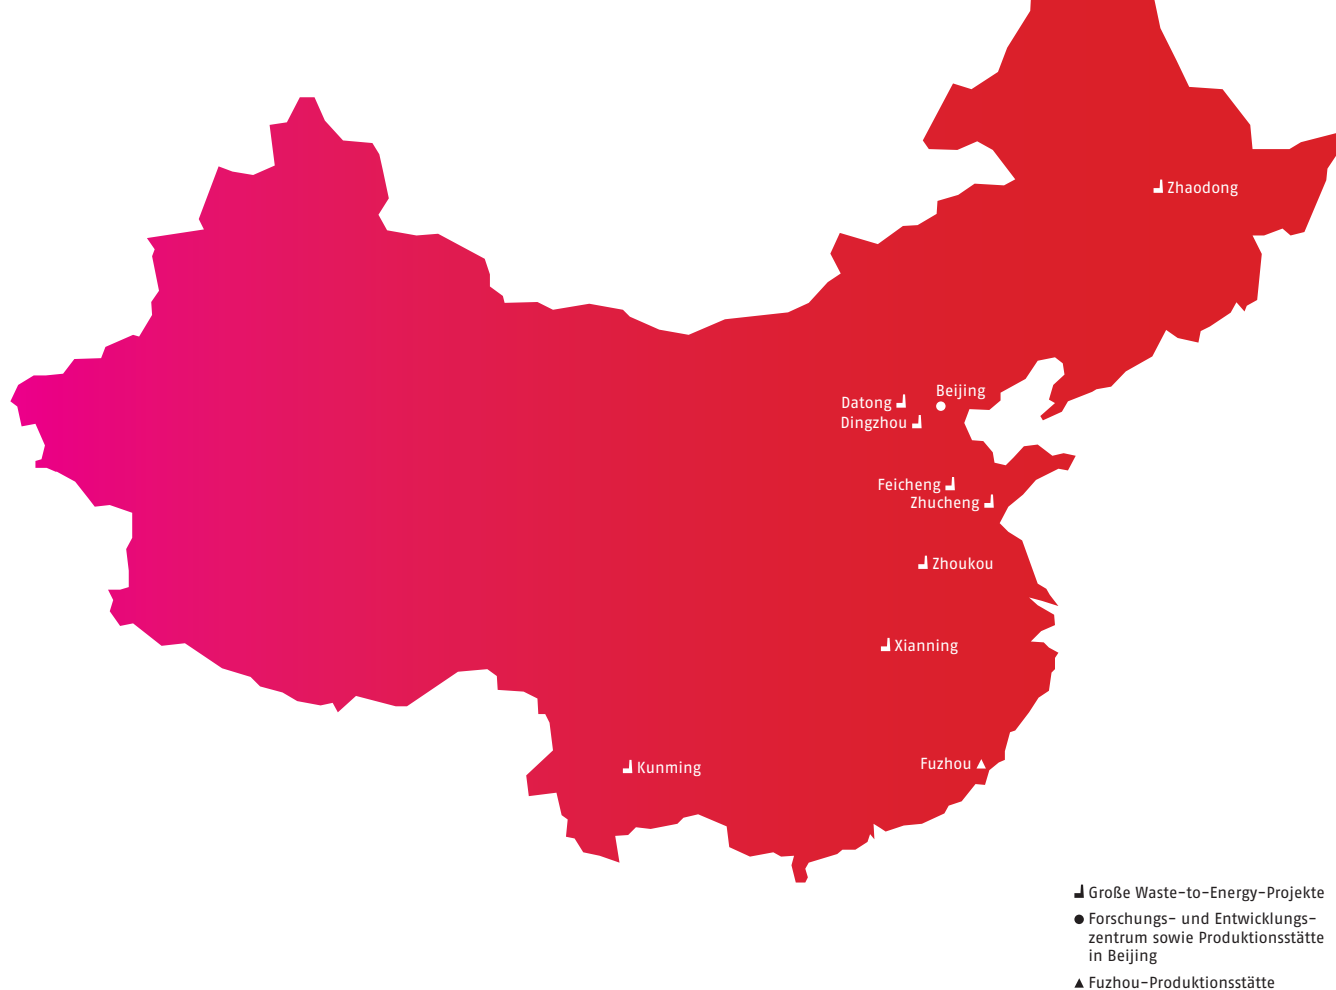 Zhaodong
Beijing
Datong
Dingzhou
Feicheng
Zhucheng
Zhoukou
Xianning
Fuzhou
Kunming
Große Waste-to-Energy-Projekte
Forschungs- und Entwicklungs-
zentrum sowie Produktionsstätte
in Beijing
Fuzhou-Produktionsstätte